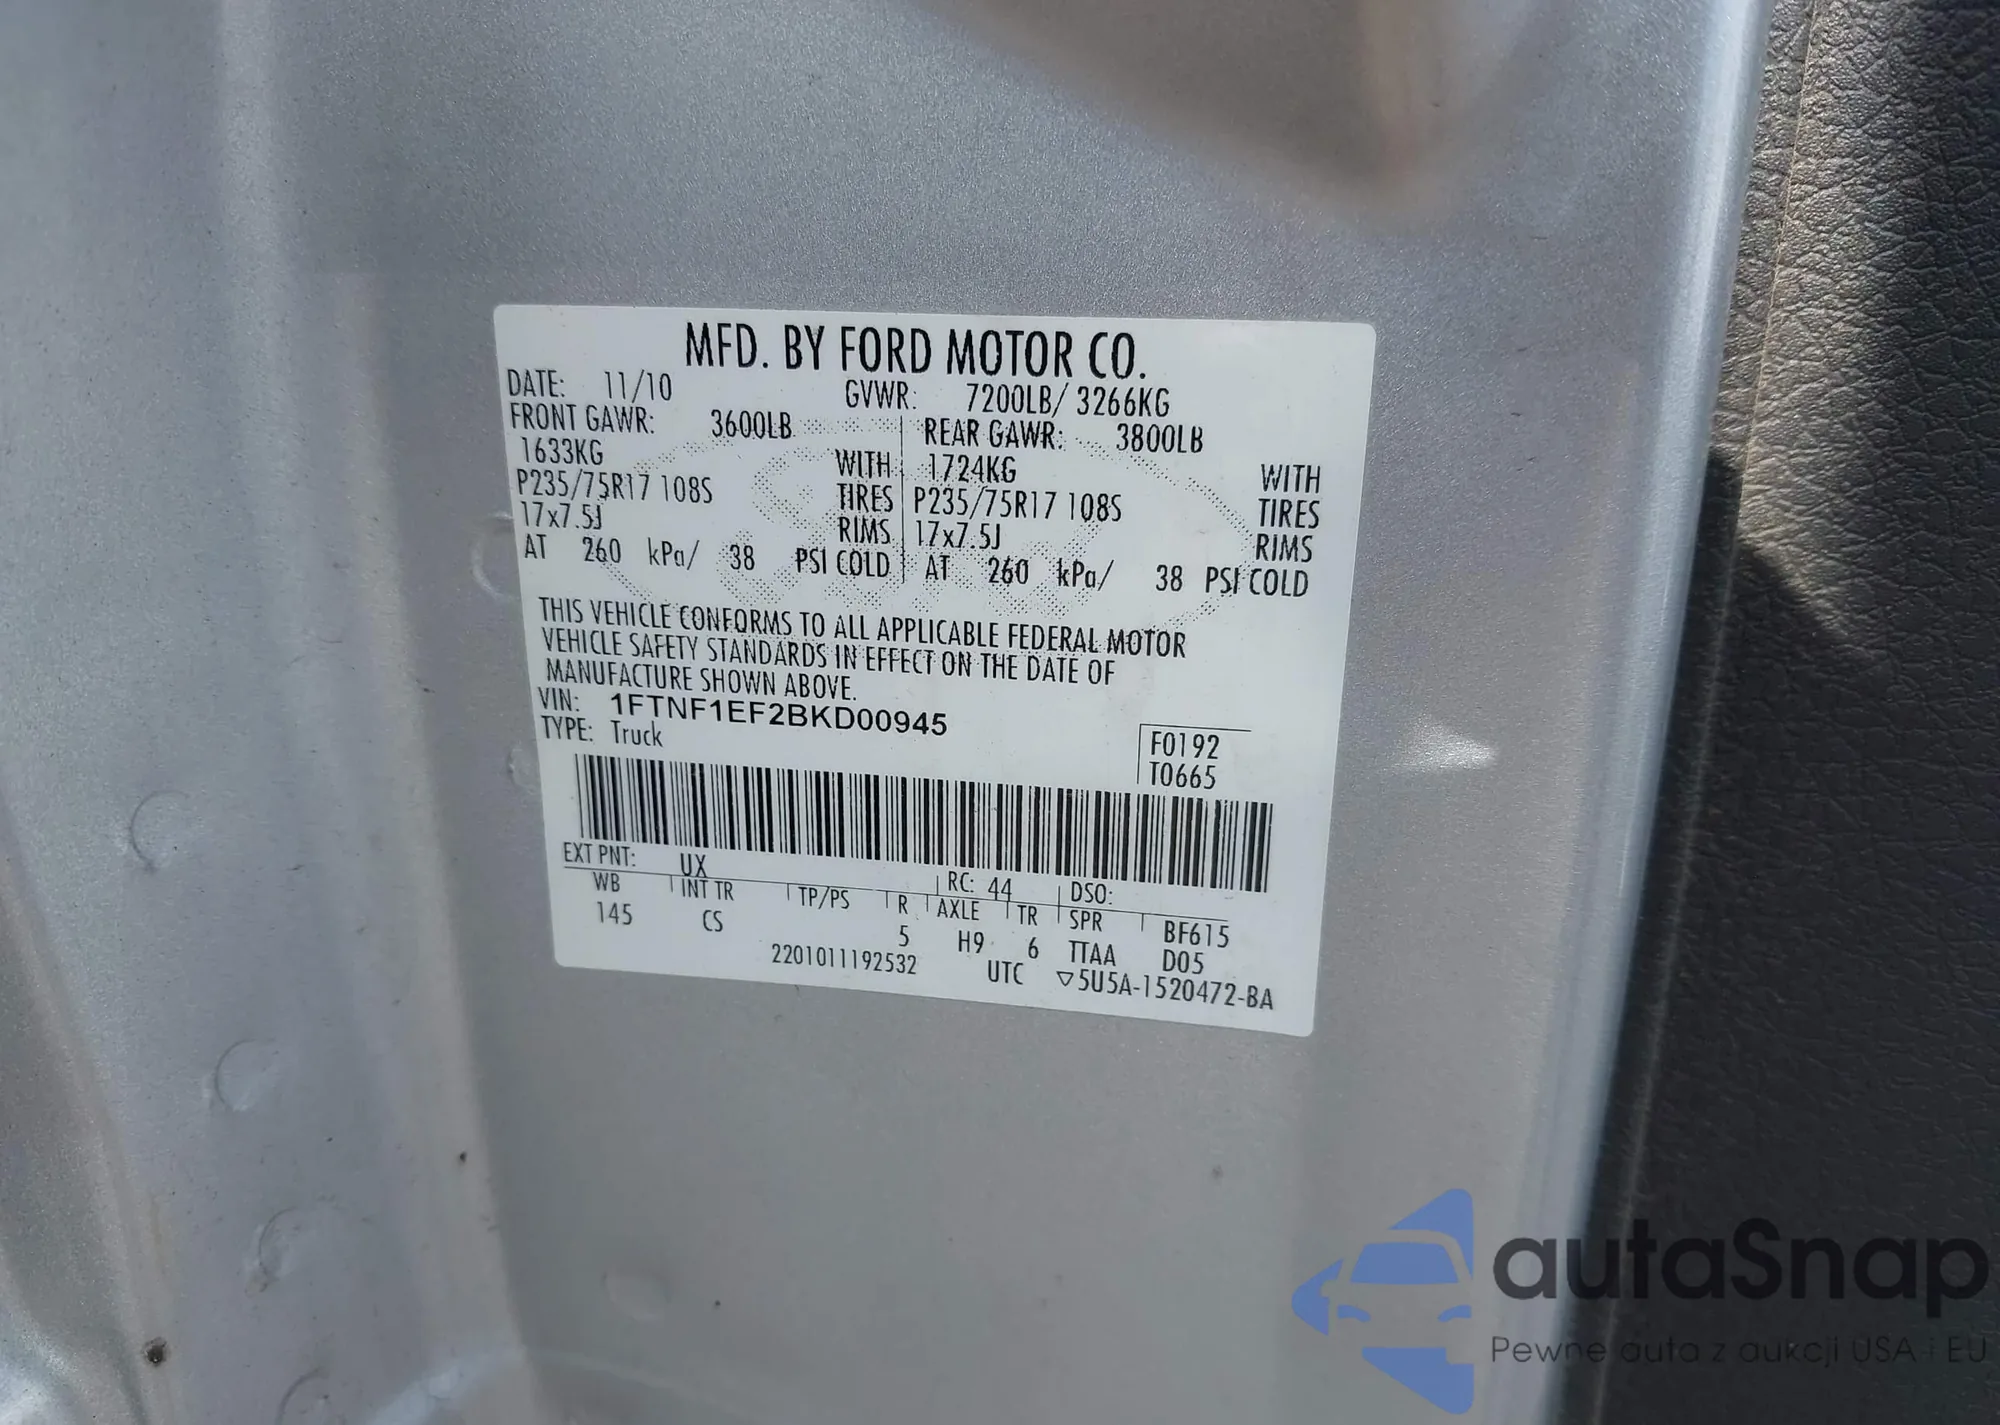 MFD. BY FORD MOTOR CO.
DATE: 11/10 GVWR: 7200LB/ 3266KG
FRONT GAWR: 3600LB REAR GAWR: 3800LB
1633KG WITH 1724KG WITH
P235/75R17 108S TIRES P235/75R17 108S TIRES
17x7.5J RIMS 17x7.5J RIMS
AT 260 kPa/ 38 PSI COLD AT 260 kPa/ 38 PSI COLD
THIS VEHICLE CONFORMS TO ALL APPLICABLE FEDERAL MOTOR
VEHICLE SAFETY STANDARDS IN EFFECT ON THE DATE OF
MANUFACTURE SHOWN ABOVE.
VIN: 1FTNF1EF2BKD00945
TYPE: Truck
F0192
T0665
EXT PNT: UX RC: 44 DSO:
WB INT TR TP/PS R AXLE TR SPR BF615
145 CS 5 H9 6 TTAA D05
2201011192532 UTC ▽5U5A-1520472-BA
autaSnap
Pewne auta z aukcji USA i EU